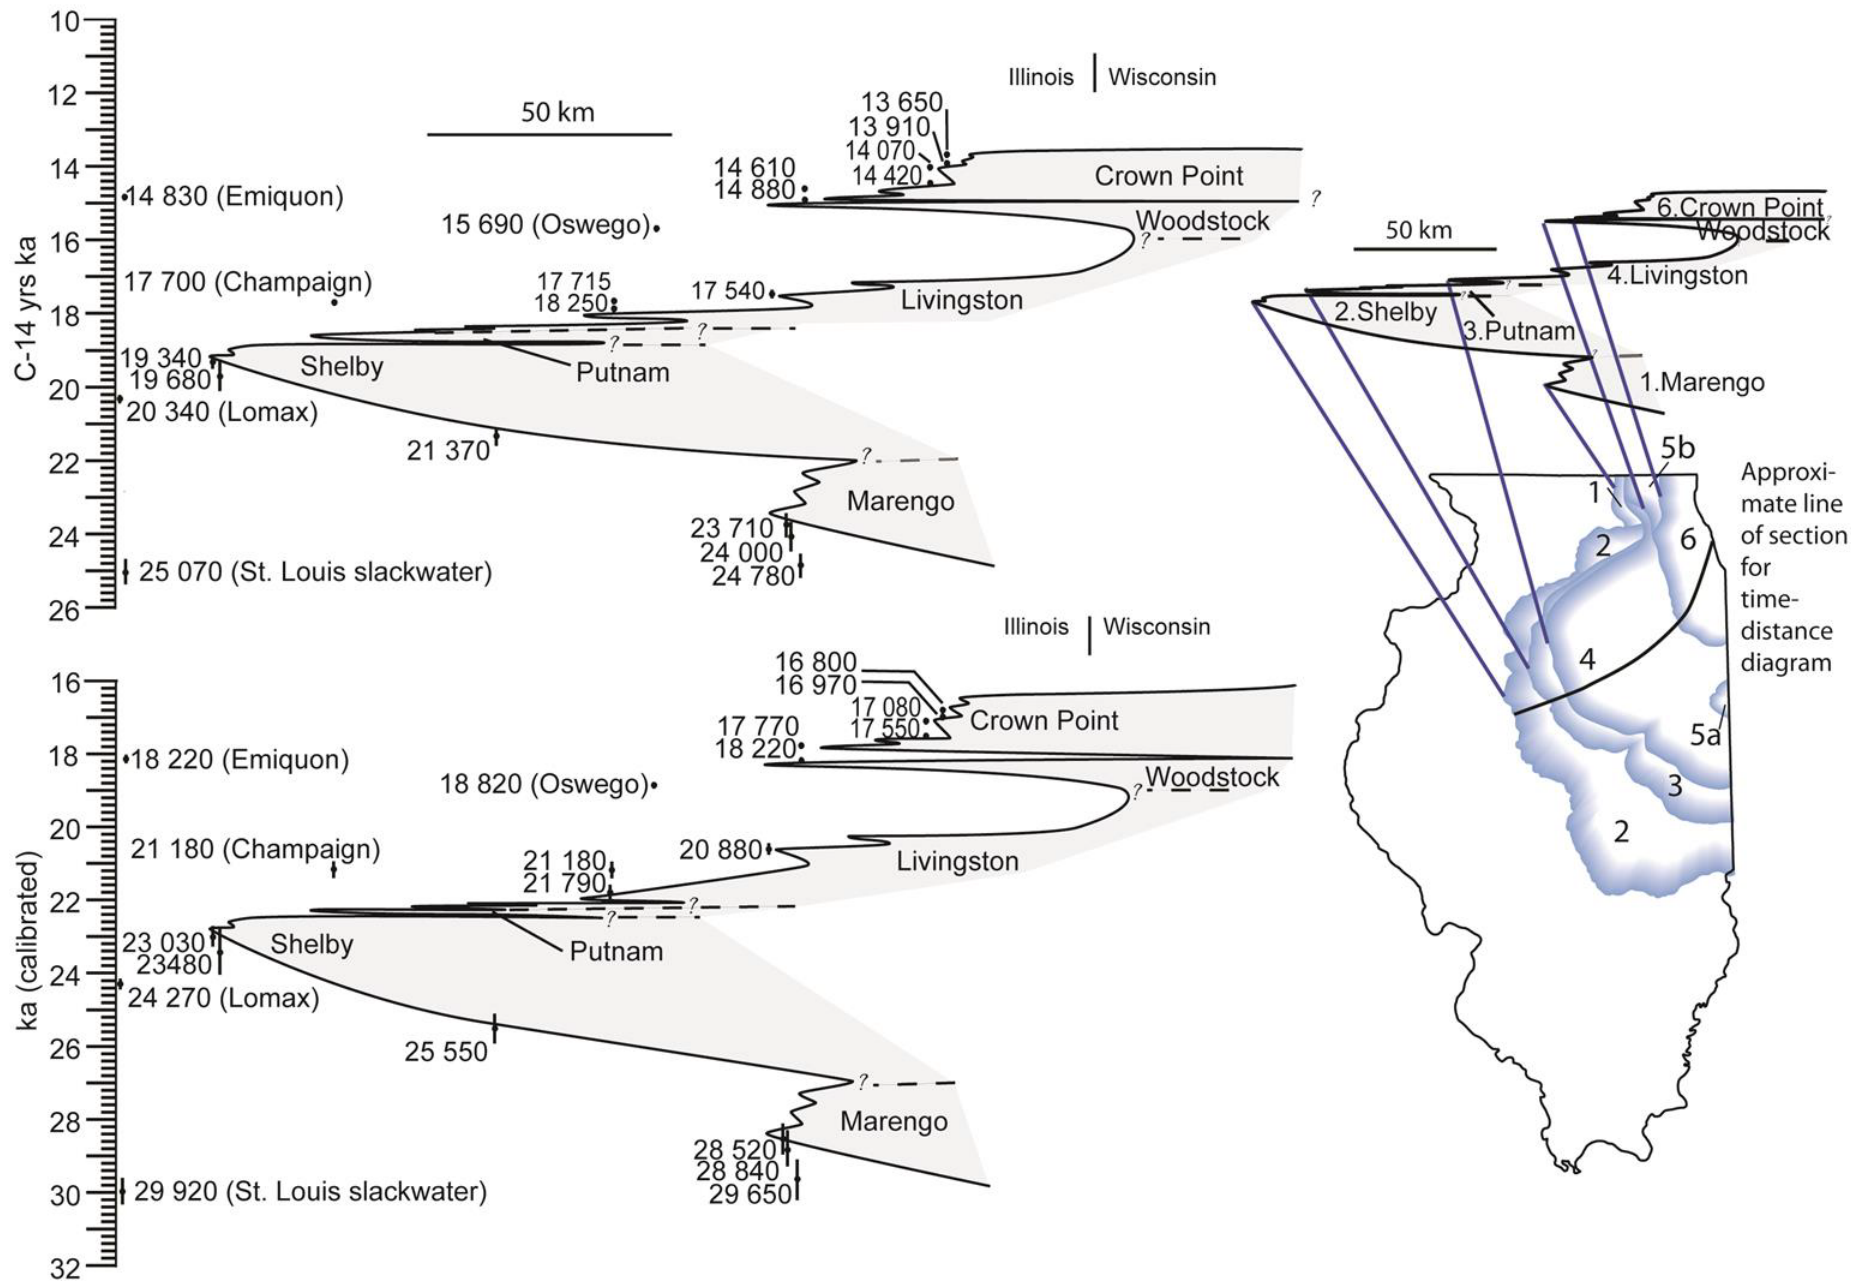 10
12
14
16
18
20
22
24
26
C-14 yrs ka
Illinois
Wisconsin
50 km
13 650
13 910
14 070
14 420
14 610
14 880
Crown Point
?
14 830 (Emiquon)
15 690 (Oswego)
Woodstock
?
17 700 (Champaign)
17 715
18 250
17 540
Livingston
?
?
19 340
19 680
Shelby
Putnam
20 340 (Lomax)
21 370
?
Marengo
23 710
24 000
24 780
25 070 (St. Louis slackwater)
16
18
20
22
24
26
28
30
32
ka (calibrated)
Illinois
Wisconsin
16 800
16 970
17 080
17 550
17 770
18 220
Crown Point
18 220 (Emiquon)
18 820 (Oswego)
Woodstock
?
21 180 (Champaign)
21 180
21 790
20 880
Livingston
?
?
23 030
23480
Shelby
Putnam
24 270 (Lomax)
25 550
?
Marengo
28 520
28 840
29 650
29 920 (St. Louis slackwater)
50 km
6.Crown Point
?
Woodstock
4.Livingston
?
?
2.Shelby
3.Putnam
?
1.Marengo
5b
1
2
6
4
5a
3
2
Approxi-
mate line
of section
for
time-
distance
diagram